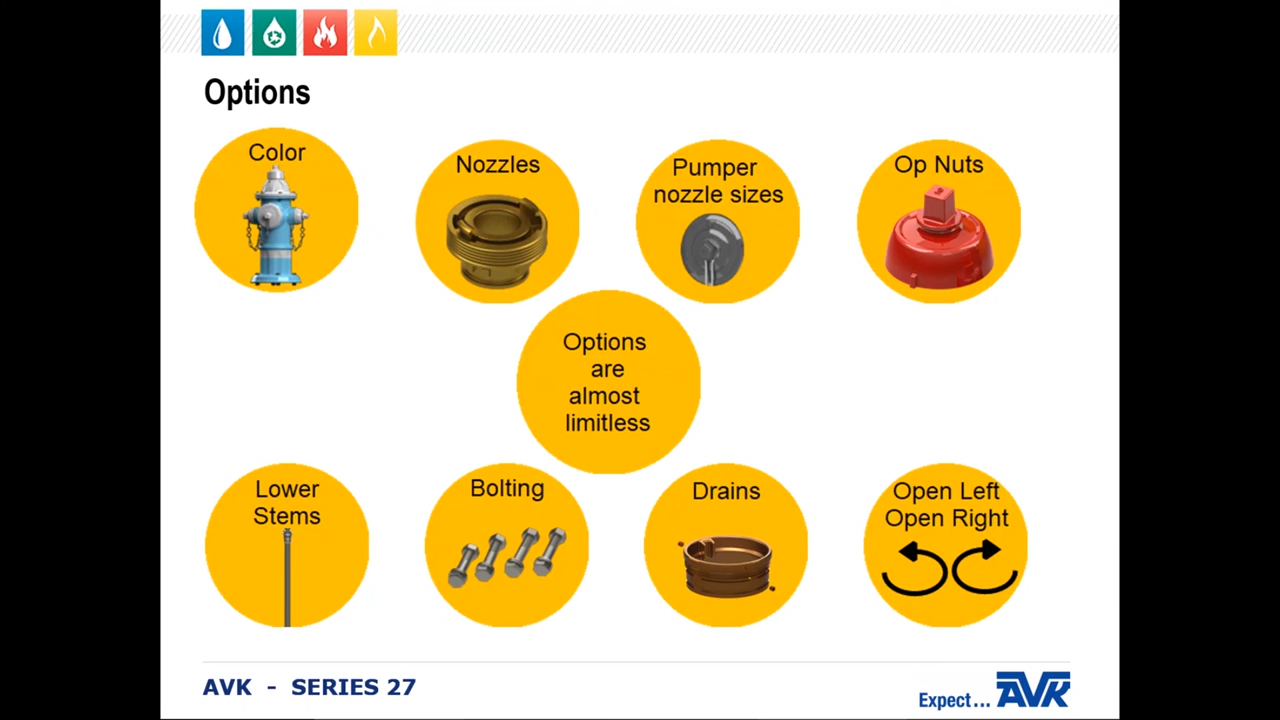 Options
Color
Nozzles
Pumper
nozzle sizes
Op Nuts
Options
are
almost
limitless
Lower
Stems
Bolting
Drains
Open Left
Open Right
AVK - SERIES 27
Expect... AVK